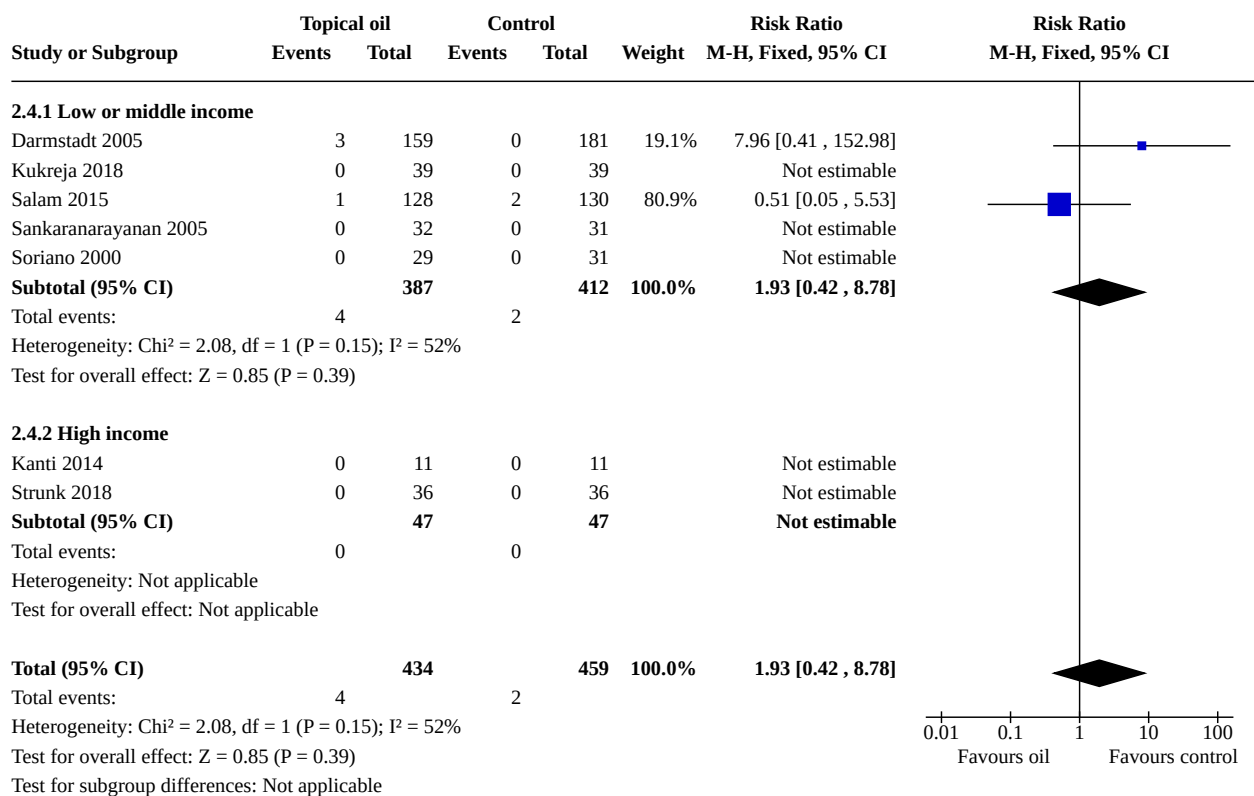 Topical oil Control Risk Ratio Risk Ratio
Study or Subgroup Events Total Events Total Weight M-H, Fixed, 95% CI M-H, Fixed, 95% CI
2.4.1 Low or middle income
Darmstadt 2005 3 159 0 181 19.1% 7.96 [0.41 , 152.98]
Kukreja 2018 0 39 0 39 Not estimable
Salam 2015 1 128 2 130 80.9% 0.51 [0.05 , 5.53]
Sankaranarayanan 2005 0 32 0 31 Not estimable
Soriano 2000 0 29 0 31 Not estimable
Subtotal (95% CI) 387 412 100.0% 1.93 [0.42 , 8.78]
Total events: 4 2
Heterogeneity: Chi² = 2.08, df = 1 (P = 0.15); I² = 52%
Test for overall effect: Z = 0.85 (P = 0.39)
2.4.2 High income
Kanti 2014 0 11 0 11 Not estimable
Strunk 2018 0 36 0 36 Not estimable
Subtotal (95% CI) 47 47 Not estimable
Total events: 0 0
Heterogeneity: Not applicable
Test for overall effect: Not applicable
Total (95% CI) 434 459 100.0% 1.93 [0.42 , 8.78]
Total events: 4 2
Heterogeneity: Chi² = 2.08, df = 1 (P = 0.15); I² = 52%
0.01 0.1 1 10 100
Test for overall effect: Z = 0.85 (P = 0.39) Favours oil Favours control
Test for subgroup differences: Not applicable